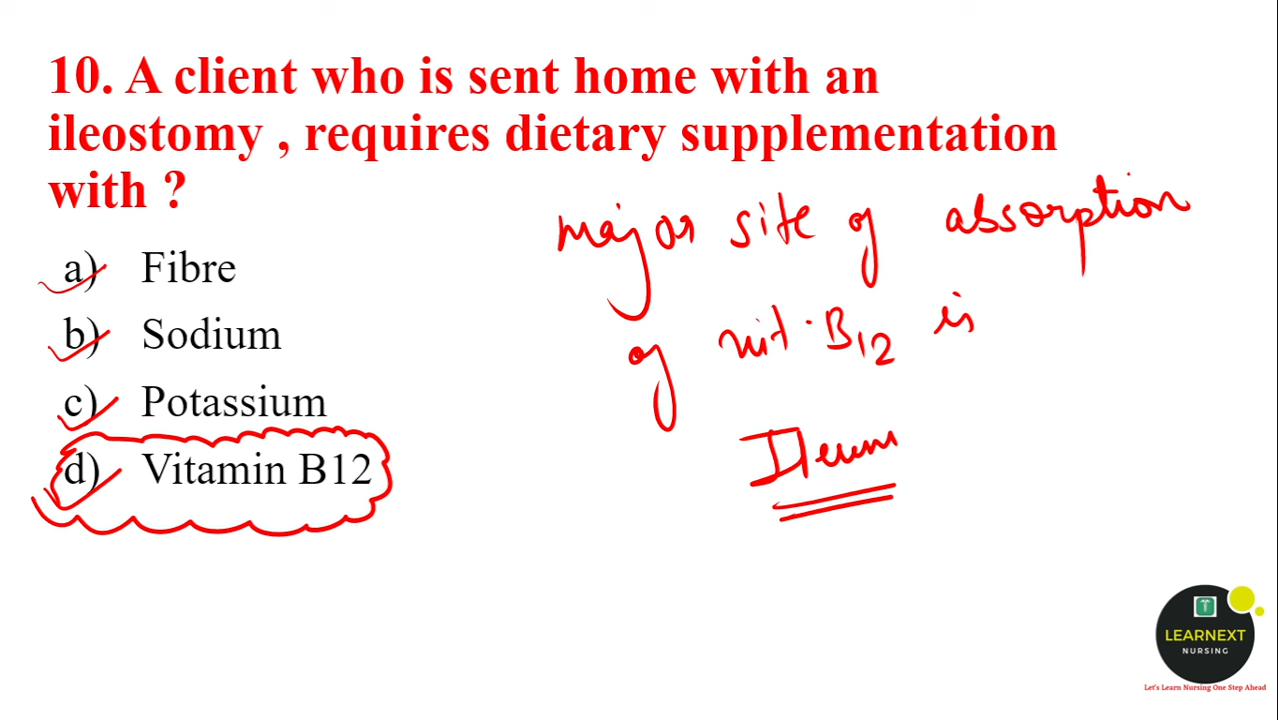 10. A client who is sent home with an
ileostomy , requires dietary supplementation
with ?
a) Fibre
b) Sodium
c) Potassium
d) Vitamin B12
major site of absorption
of vit. B12 is
Ileum
LEARNEXT
NURSING
Let's Learn Nursing One Step Ahead